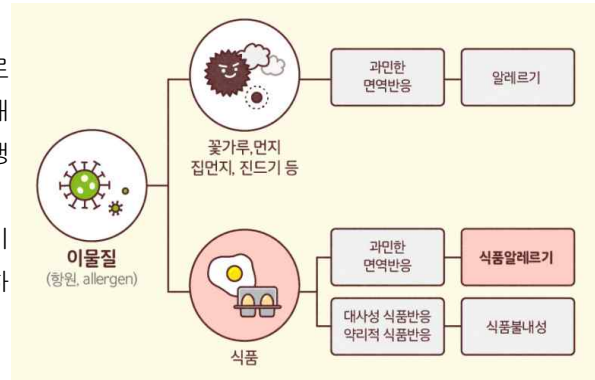 과민한
면역반응
알레르기
꽃가루,먼지
집먼지, 진드기 등
이물질
(항원, allergen)
과민한
면역반응
식품알레르기
대사성 식품반응
약리적 식품반응
식품불내성
식품